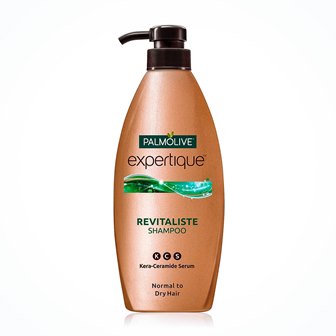 PALMOLIVE
expertique
REVITALISTE
SHAMPOO
K C S
Kera-Ceramide Serum
Normal to
Dry Hair